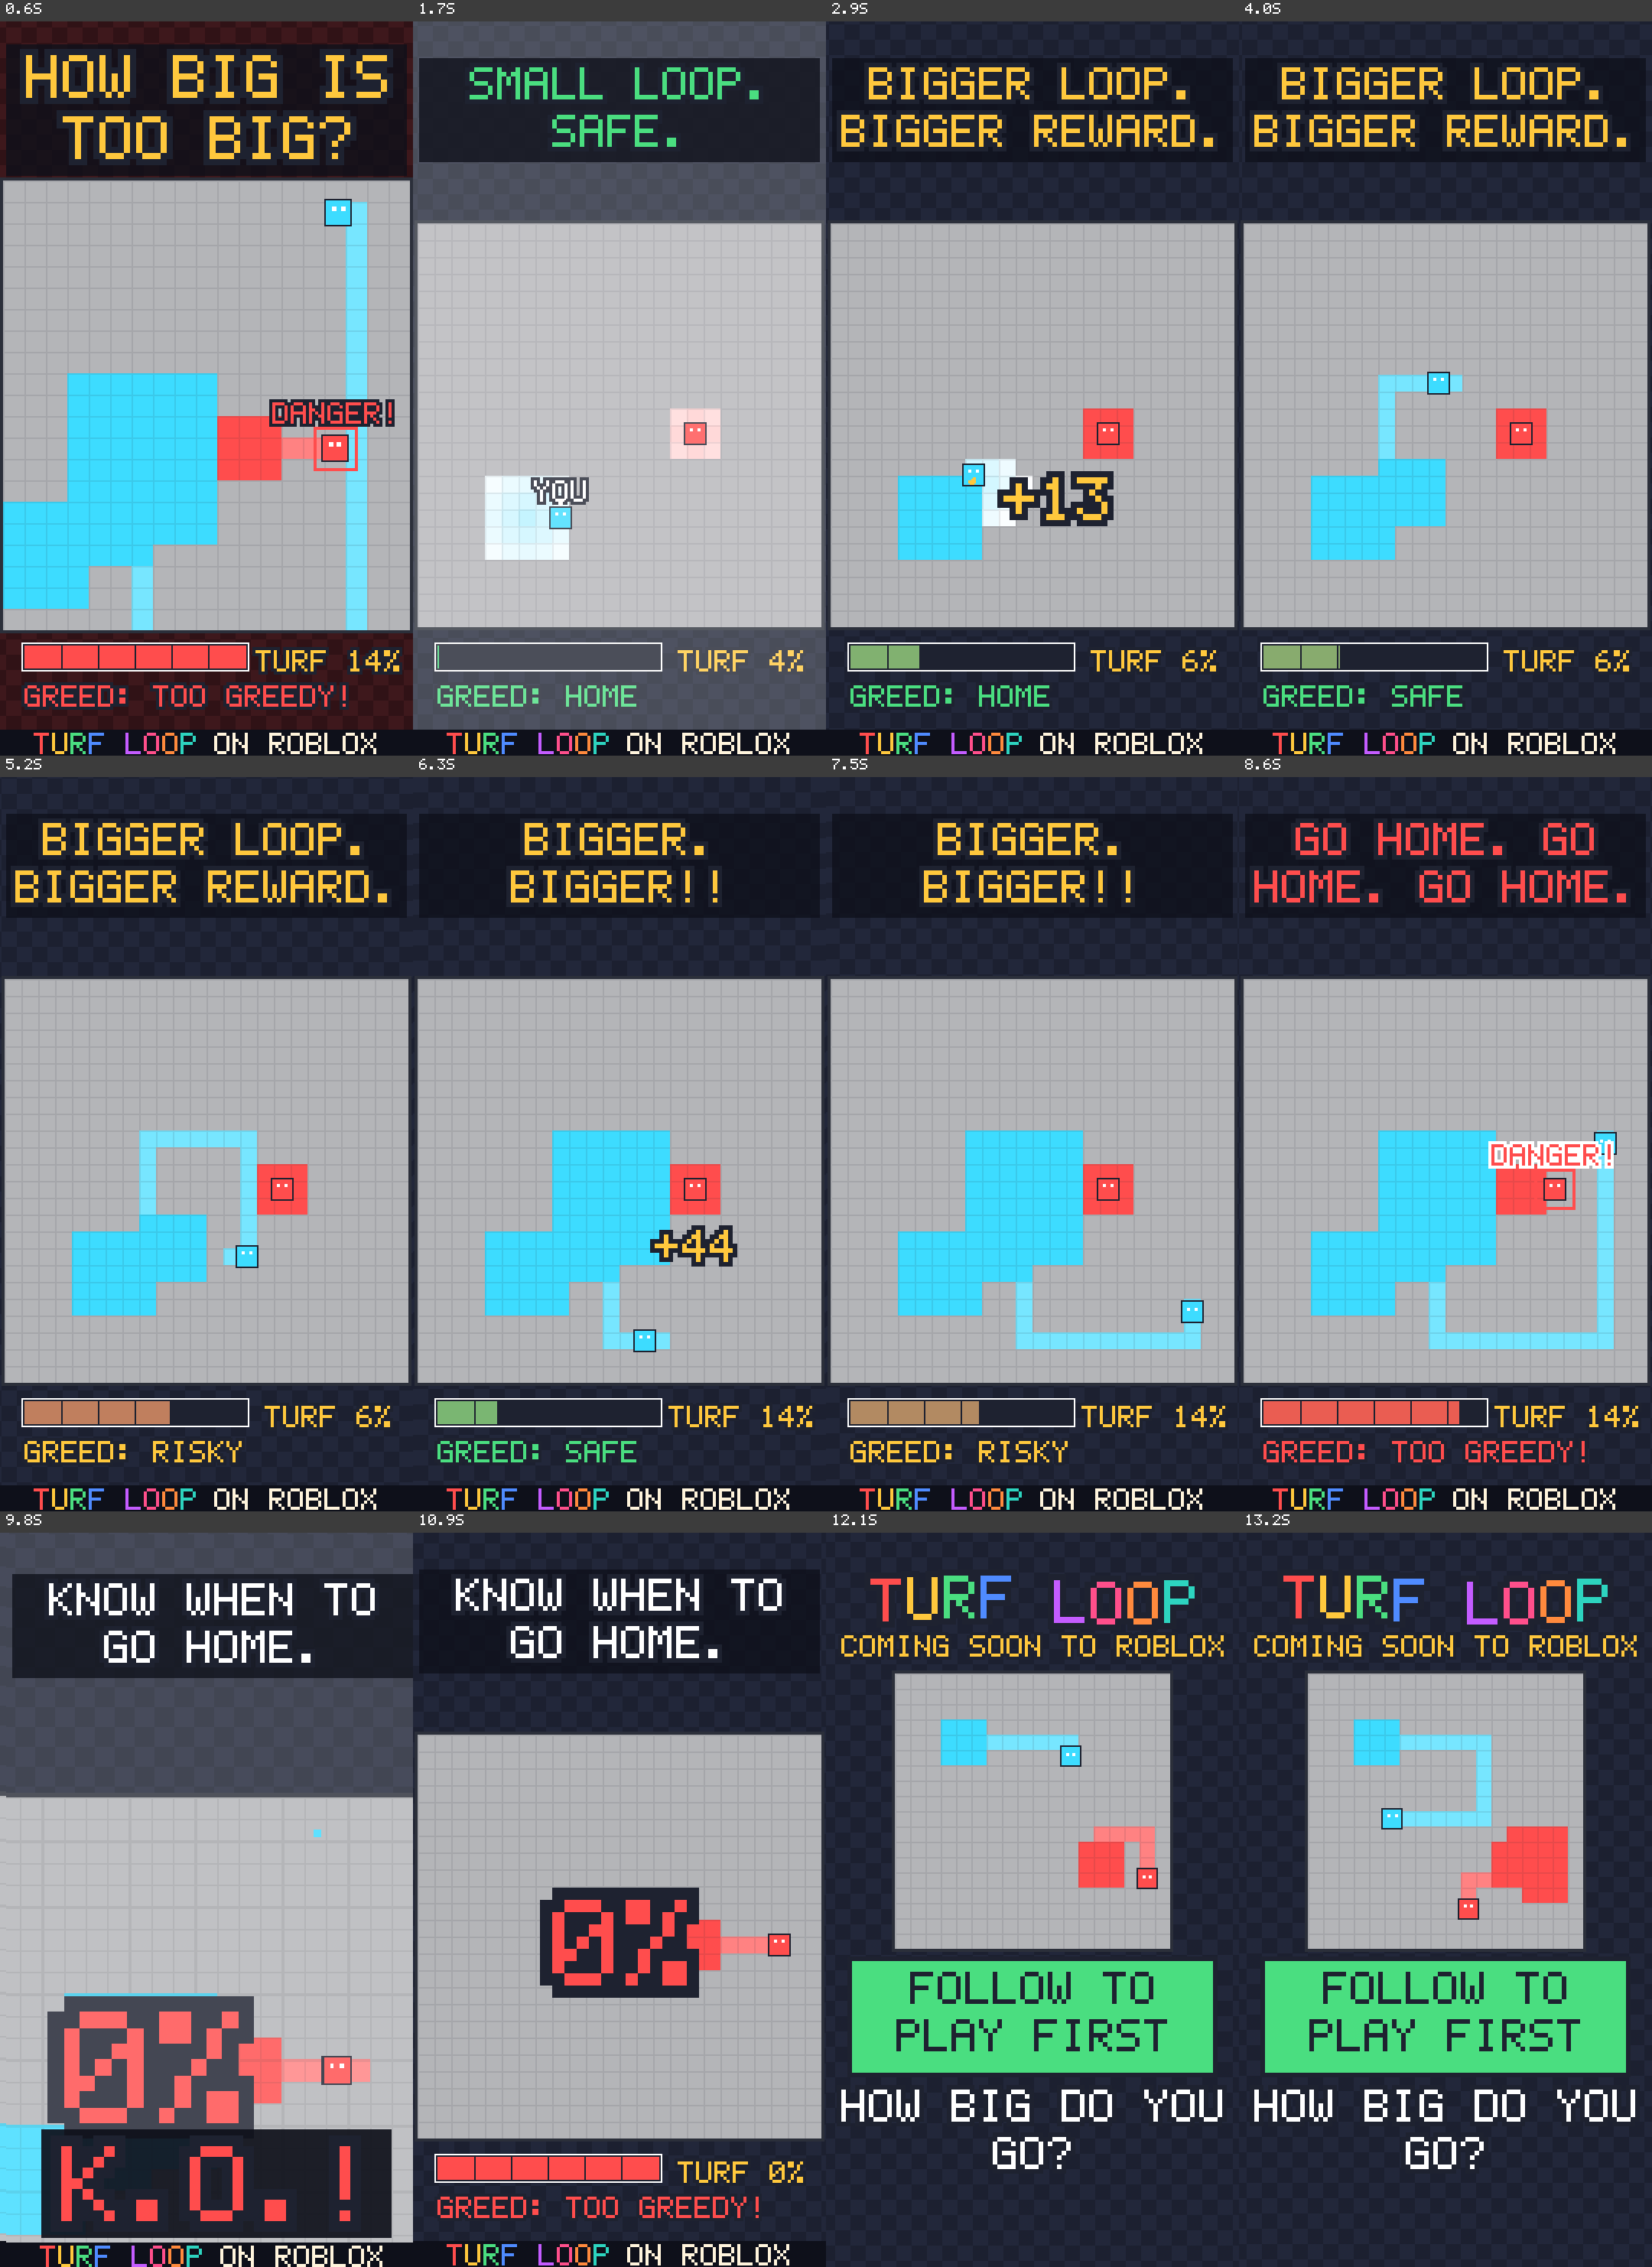 0.6S
HOW BIG IS
TOO BIG?
DANGER!
TURF 14%
GREED: TOO GREEDY!
TURF LOOP ON ROBLOX
1.7S
SMALL LOOP.
SAFE.
YOU
TURF 4%
GREED: HOME
TURF LOOP ON ROBLOX
2.9S
BIGGER LOOP.
BIGGER REWARD.
+13
TURF 6%
GREED: HOME
TURF LOOP ON ROBLOX
4.0S
BIGGER LOOP.
BIGGER REWARD.
TURF 6%
GREED: SAFE
TURF LOOP ON ROBLOX
5.2S
BIGGER LOOP.
BIGGER REWARD.
TURF 6%
GREED: RISKY
TURF LOOP ON ROBLOX
6.3S
BIGGER.
BIGGER!!
+44
TURF 14%
GREED: SAFE
TURF LOOP ON ROBLOX
7.5S
BIGGER.
BIGGER!!
TURF 14%
GREED: RISKY
TURF LOOP ON ROBLOX
8.6S
GO HOME. GO
HOME. GO HOME.
DANGER!
TURF 14%
GREED: TOO GREEDY!
TURF LOOP ON ROBLOX
9.8S
KNOW WHEN TO
GO HOME.
0%
K.O.!
TURF LOOP ON ROBLOX
10.9S
KNOW WHEN TO
GO HOME.
0%
TURF 0%
GREED: TOO GREEDY!
TURF LOOP ON ROBLOX
12.1S
TURF LOOP
COMING SOON TO ROBLOX
FOLLOW TO
PLAY FIRST
HOW BIG DO YOU
GO?
13.2S
TURF LOOP
COMING SOON TO ROBLOX
FOLLOW TO
PLAY FIRST
HOW BIG DO YOU
GO?